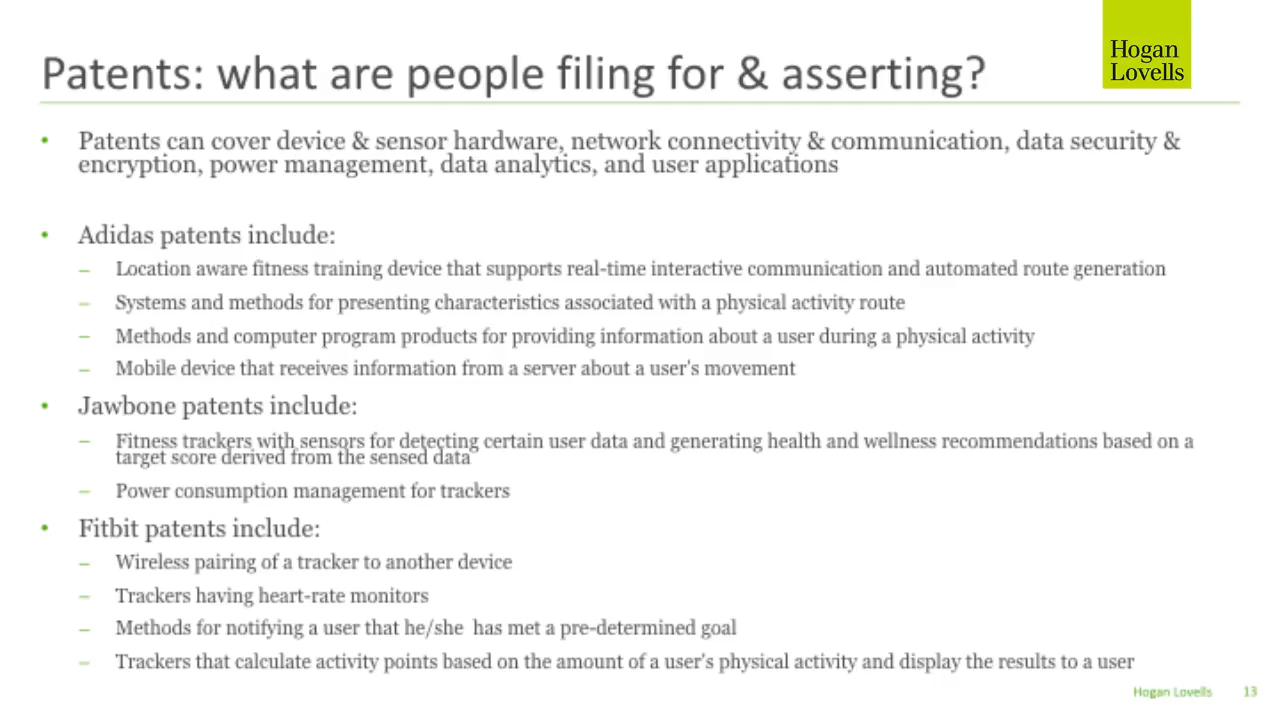 Hogan
Lovells
Patents: what are people filing for & asserting?
• Patents can cover device & sensor hardware, network connectivity & communication, data security &
encryption, power management, data analytics, and user applications
• Adidas patents include:
– Location aware fitness training device that supports real-time interactive communication and automated route generation
– Systems and methods for presenting characteristics associated with a physical activity route
– Methods and computer program products for providing information about a user during a physical activity
– Mobile device that receives information from a server about a user's movement
• Jawbone patents include:
– Fitness trackers with sensors for detecting certain user data and generating health and wellness recommendations based on a
target score derived from the sensed data
– Power consumption management for trackers
• Fitbit patents include:
– Wireless pairing of a tracker to another device
– Trackers having heart-rate monitors
– Methods for notifying a user that he/she has met a pre-determined goal
– Trackers that calculate activity points based on the amount of a user's physical activity and display the results to a user
Hogan Lovells 13